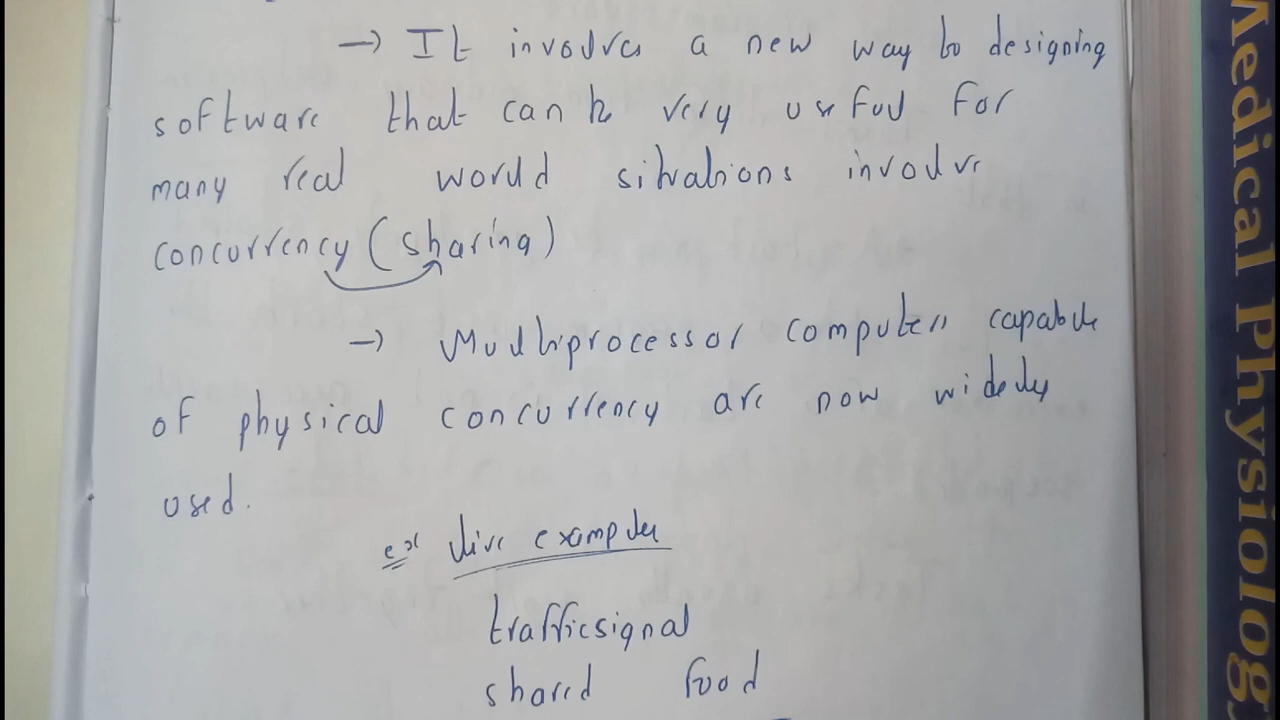 → It involves a new way to designing
software that can be very useful for
many real world situations involve
concurrency (sharing)
→ Multiprocessor computers capable
of physical concurrency are now widely
used.
ex live examples
trafficsignal
shared food
Medical Physiology